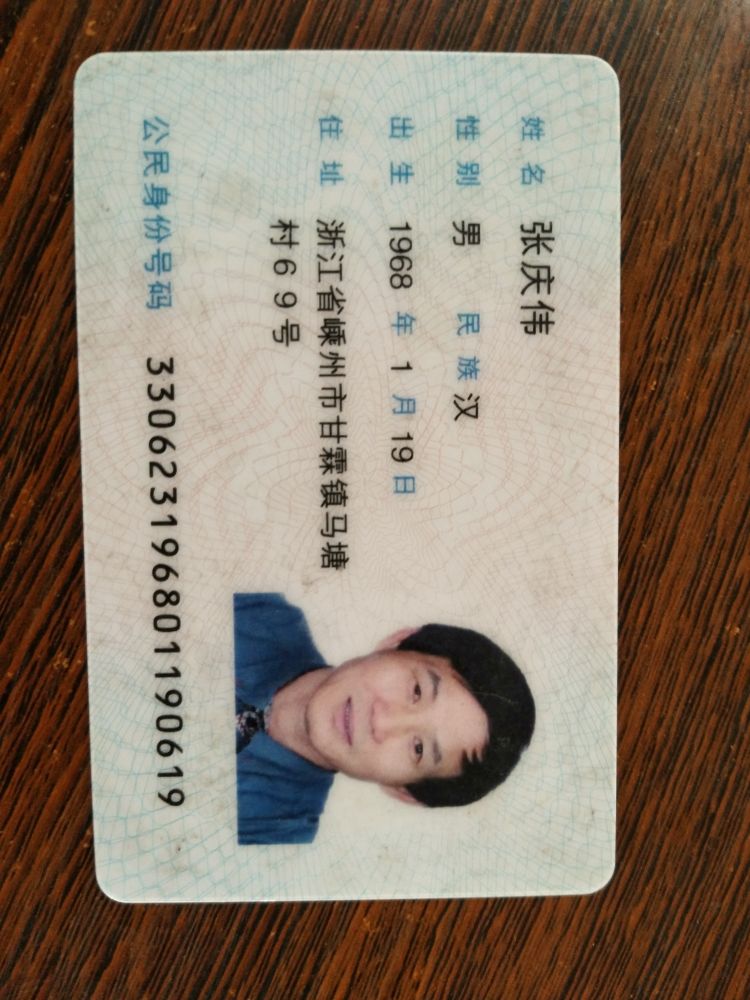 姓名 张庆伟
性别 男 民族 汉
出生 1968 年 1 月 19 日
住址 浙江省嵊州市甘霖镇马塘
村69号
公民身份号码 330623196801190619